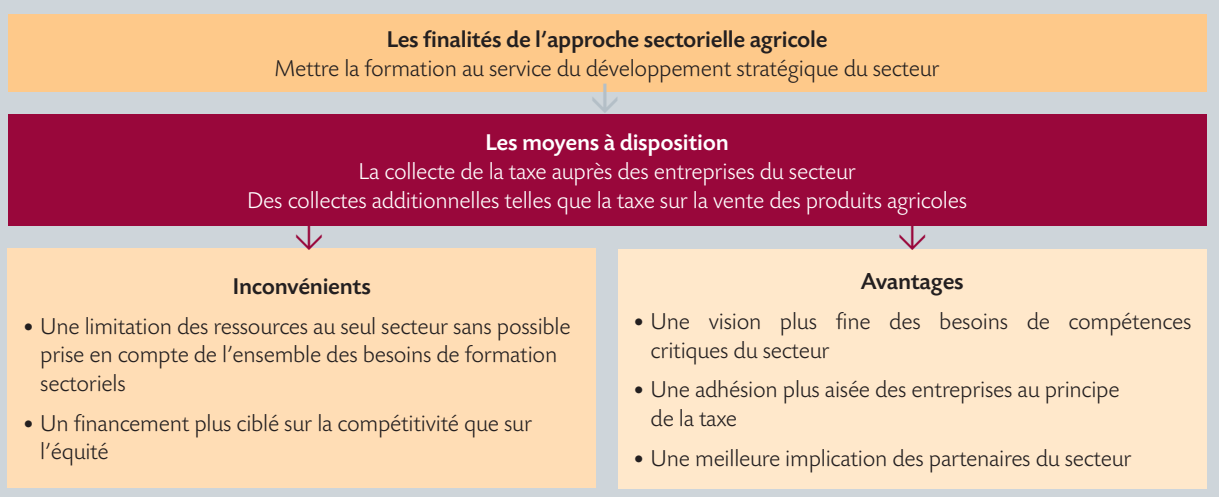 Les finalités de l'approche sectorielle agricole
Mettre la formation au service du développement stratégique du secteur
Les moyens à disposition
La collecte de la taxe auprès des entreprises du secteur
Des collectes additionnelles telles que la taxe sur la vente des produits agricoles
Inconvénients
• Une limitation des ressources au seul secteur sans possible
prise en compte de l'ensemble des besoins de formation
sectoriels
• Un financement plus ciblé sur la compétitivité que sur
l'équité
Avantages
• Une vision plus fine des besoins de compétences
critiques du secteur
• Une adhésion plus aisée des entreprises au principe
de la taxe
• Une meilleure implication des partenaires du secteur